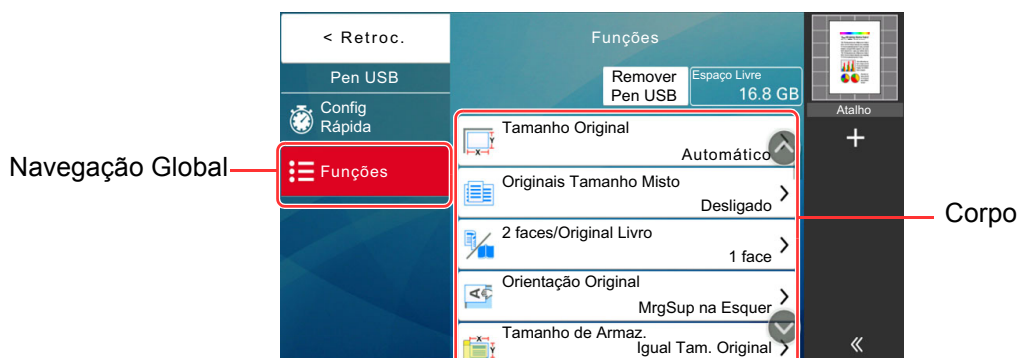 < Retroc.
Funções
Pen USB
Remover
Pen USB
Espaço Livre
16.8 GB
Config
Rápida
Atalho
Tamanho Original
Automático
Navegação Global
Funções
Originais Tamanho Misto
Desligado
Corpo
2 faces/Original Livro
1 face
Orientação Original
MrgSup na Esquer
Tamanho de Armaz.
Igual Tam. Original